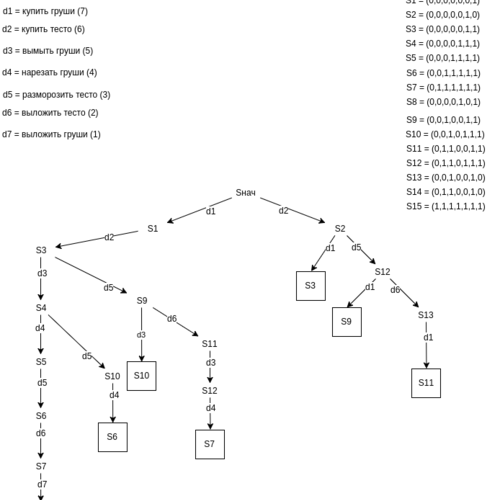 d1 = купить груши (7)
d2 = купить тесто (6)
d3 = вымыть груши (5)
d4 = нарезать груши (4)
d5 = разморозить тесто (3)
d6 = выложить тесто (2)
d7 = выложить груши (1)
S1 = (0,0,0,0,0,0,1)
S2 = (0,0,0,0,0,1,0)
S3 = (0,0,0,0,0,1,1)
S4 = (0,0,0,0,1,1,1)
S5 = (0,0,0,1,1,1,1)
S6 = (0,0,1,1,1,1,1)
S7 = (0,1,1,1,1,1,1)
S8 = (0,0,0,0,1,0,1)
S9 = (0,0,1,0,0,1,1)
S10 = (0,0,1,0,1,1,1)
S11 = (0,1,1,0,0,1,1)
S12 = (0,1,1,0,1,1,1)
S13 = (0,0,1,0,0,1,0)
S14 = (0,1,1,0,0,1,0)
S15 = (1,1,1,1,1,1,1)
Sнач
d1 d2
S1 S2
d2 d1 d5
S3 S12
d3 d5 S3 d1 d6
S4 S9 S9 S13
d4 d5 d3 d6 d1
S5 S10 S10 S11 S11
d5 d4 d3
S6 S6 S12
d6 d4
S7 S7
d7